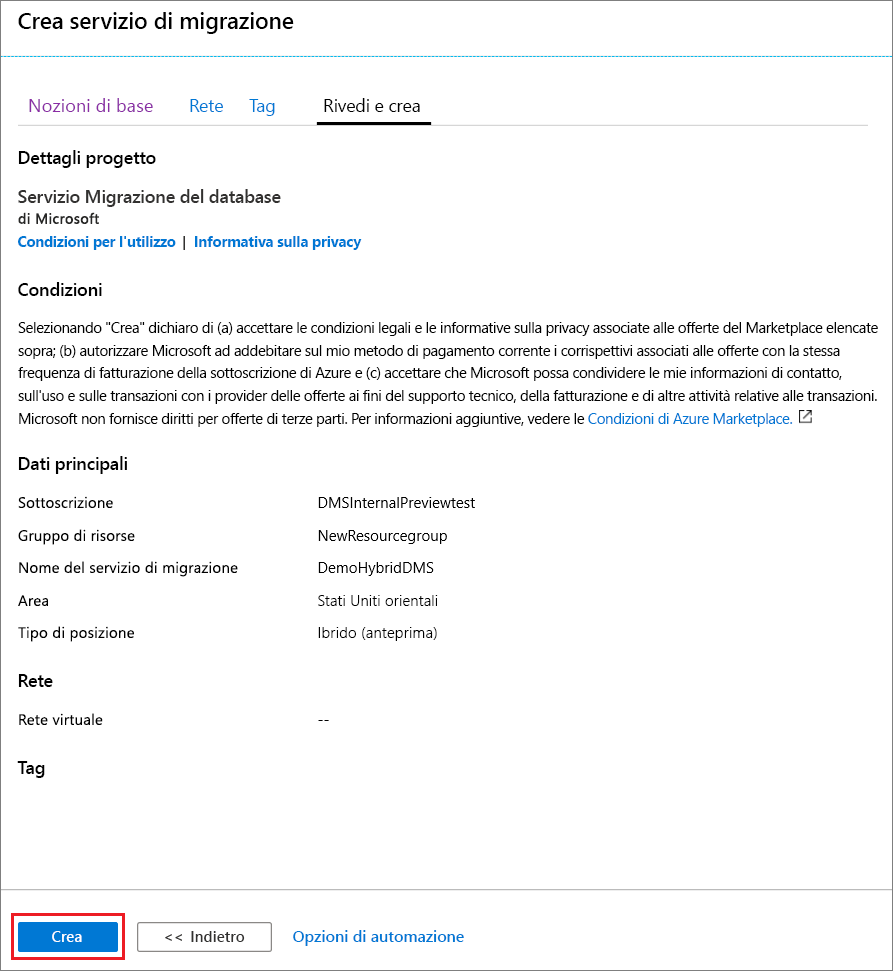 Crea servizio di migrazione
Nozioni di base Rete Tag Rivedi e crea
Dettagli progetto
Servizio Migrazione del database
di Microsoft
Condizioni per l'utilizzo | Informativa sulla privacy
Condizioni
Selezionando "Crea" dichiaro di (a) accettare le condizioni legali e le informative sulla privacy associate alle offerte del Marketplace elencate
sopra; (b) autorizzare Microsoft ad addebitare sul mio metodo di pagamento corrente i corrispettivi associati alle offerte con la stessa
frequenza di fatturazione della sottoscrizione di Azure e (c) accettare che Microsoft possa condividere le mie informazioni di contatto,
sull'uso e sulle transazioni con i provider delle offerte ai fini del supporto tecnico, della fatturazione e di altre attività relative alle transazioni.
Microsoft non fornisce diritti per offerte di terze parti. Per informazioni aggiuntive, vedere le Condizioni di Azure Marketplace.
Dati principali
Sottoscrizione DMSInternalPreviewtest
Gruppo di risorse NewResourcegroup
Nome del servizio di migrazione DemoHybridDMS
Area Stati Uniti orientali
Tipo di posizione Ibrido (anteprima)
Rete
Rete virtuale --
Tag
Crea << Indietro Opzioni di automazione